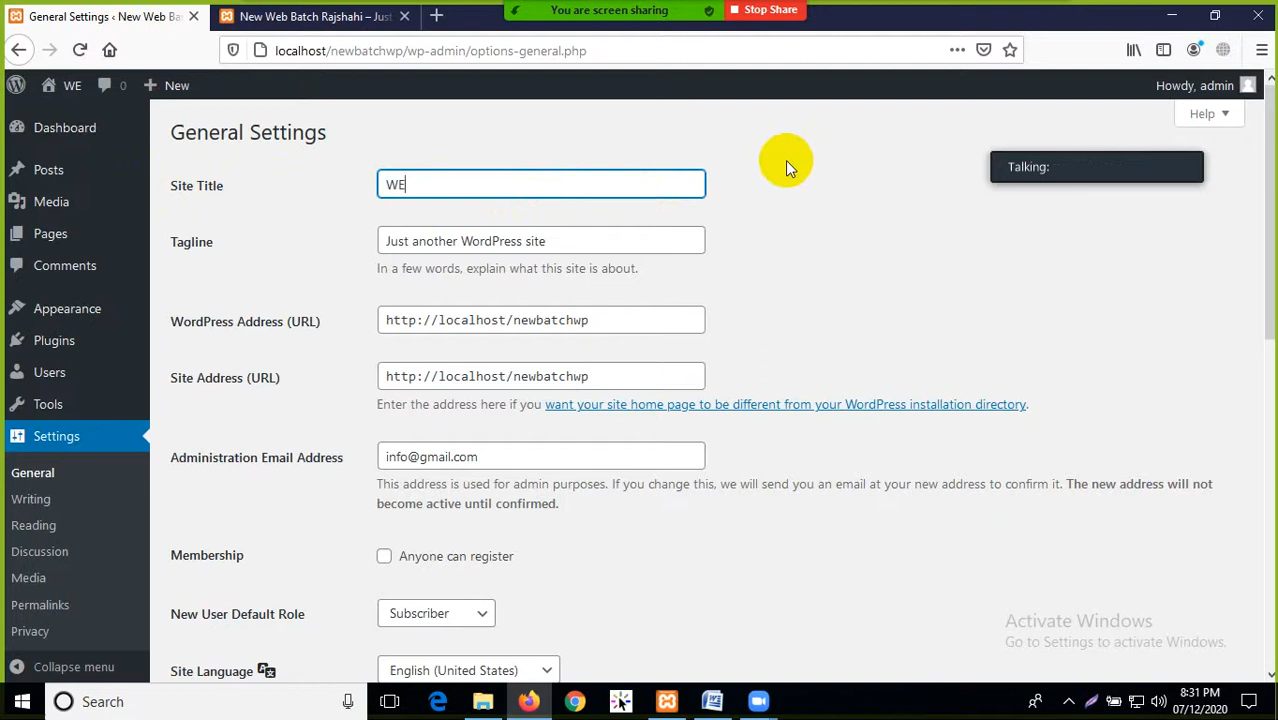 General Settings ‹ New Web Ba
New Web Batch Rajshahi – Just
You are screen sharing
Stop Share
localhost/newbatchwp/wp-admin/options-general.php
WE
0
New
Howdy, admin
Help
Dashboard
Posts
Media
Pages
Comments
Appearance
Plugins
Users
Tools
Settings
General
Writing
Reading
Discussion
Media
Permalinks
Privacy
Collapse menu
General Settings
Talking:
Site Title
WE
Tagline
Just another WordPress site
In a few words, explain what this site is about.
WordPress Address (URL)
http://localhost/newbatchwp
Site Address (URL)
http://localhost/newbatchwp
Enter the address here if you want your site home page to be different from your WordPress installation directory.
Administration Email Address
info@gmail.com
This address is used for admin purposes. If you change this, we will send you an email at your new address to confirm it. The new address will not
become active until confirmed.
Membership
Anyone can register
New User Default Role
Subscriber
Site Language
English (United States)
Activate Windows
Go to Settings to activate Windows.
Search
8:31 PM
07/12/2020